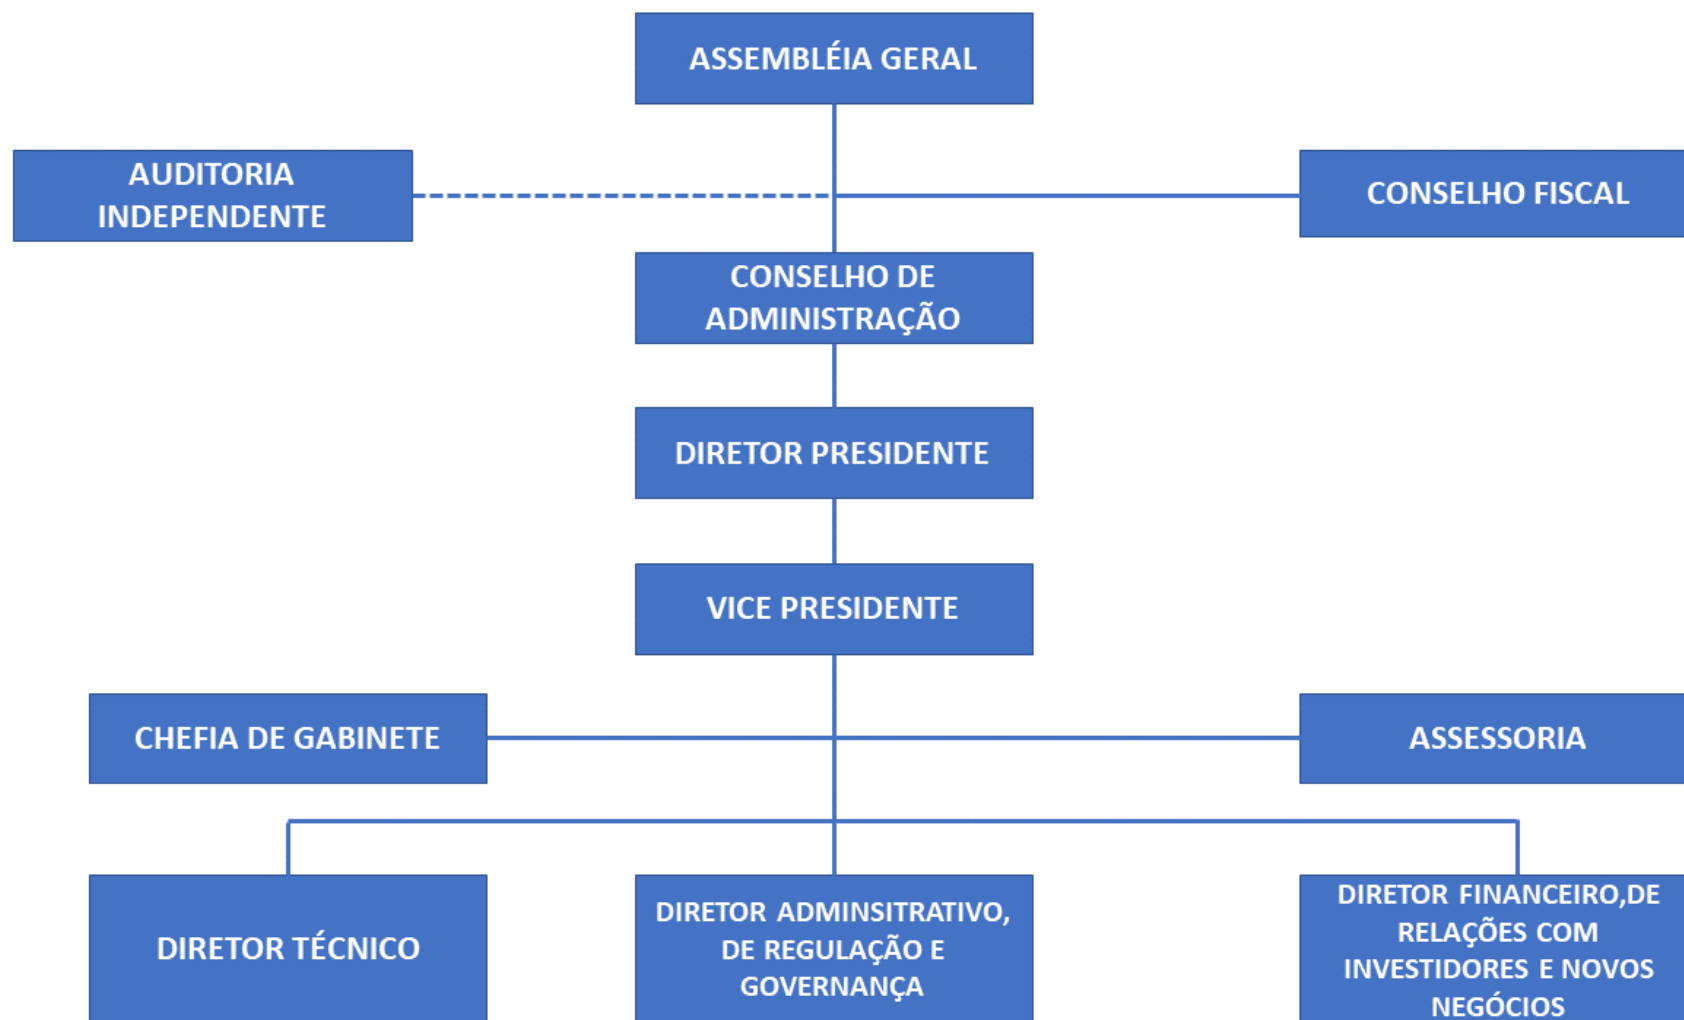 ASSEMBLÉIA GERAL
AUDITORIA
INDEPENDENTE
CONSELHO FISCAL
CONSELHO DE
ADMINISTRAÇÃO
DIRETOR PRESIDENTE
VICE PRESIDENTE
CHEFIA DE GABINETE
ASSESSORIA
DIRETOR TÉCNICO
DIRETOR ADMINSITRATIVO,
DE REGULAÇÃO E
GOVERNANÇA
DIRETOR FINANCEIRO,DE
RELAÇÕES COM
INVESTIDORES E NOVOS
NEGÓCIOS